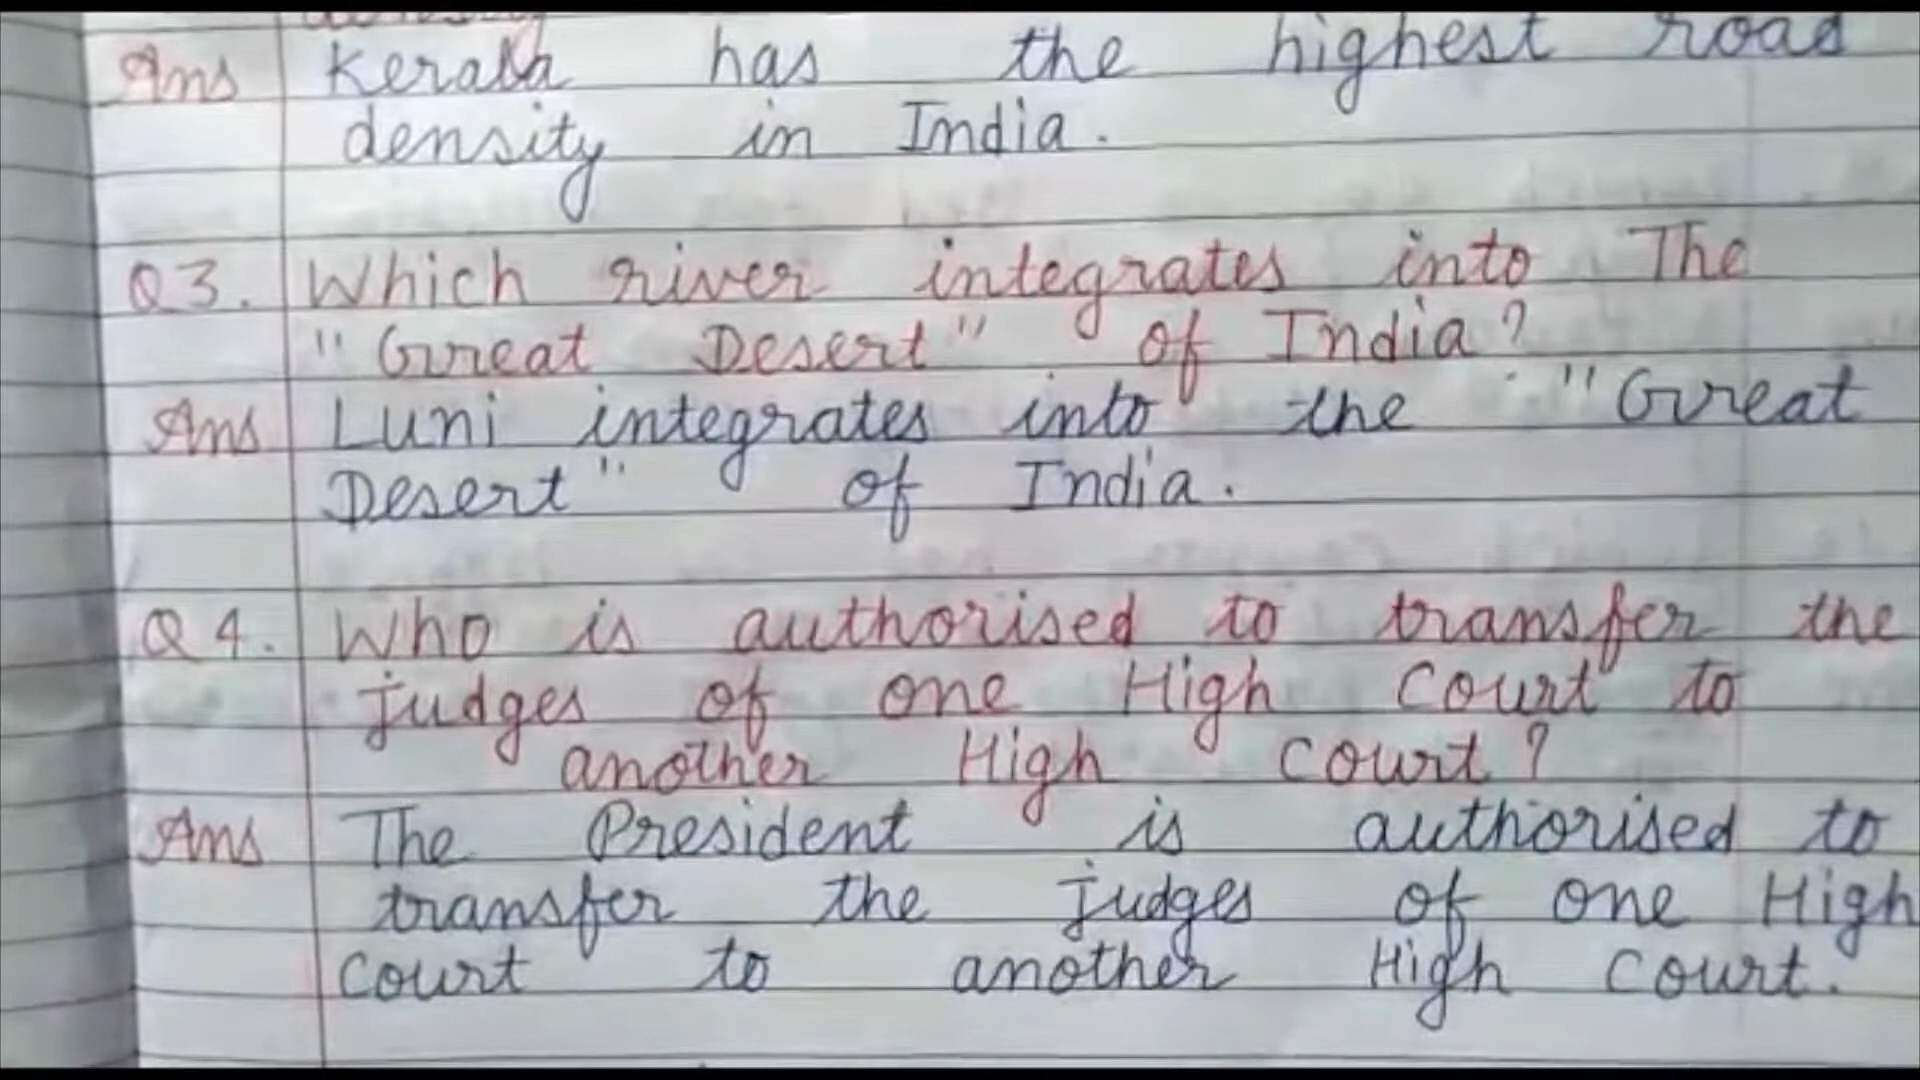 density
Ans Kerala has the highest road
density in India.
Q3. Which river integrates into The
"Great Desert" of India?
Ans Luni integrates into the "Great
Desert" of India.
Q4. Who is authorised to transfer the
judges of one High Court to
another High Court?
Ans The President is authorised to
transfer the judges of one High
Court to another High Court.